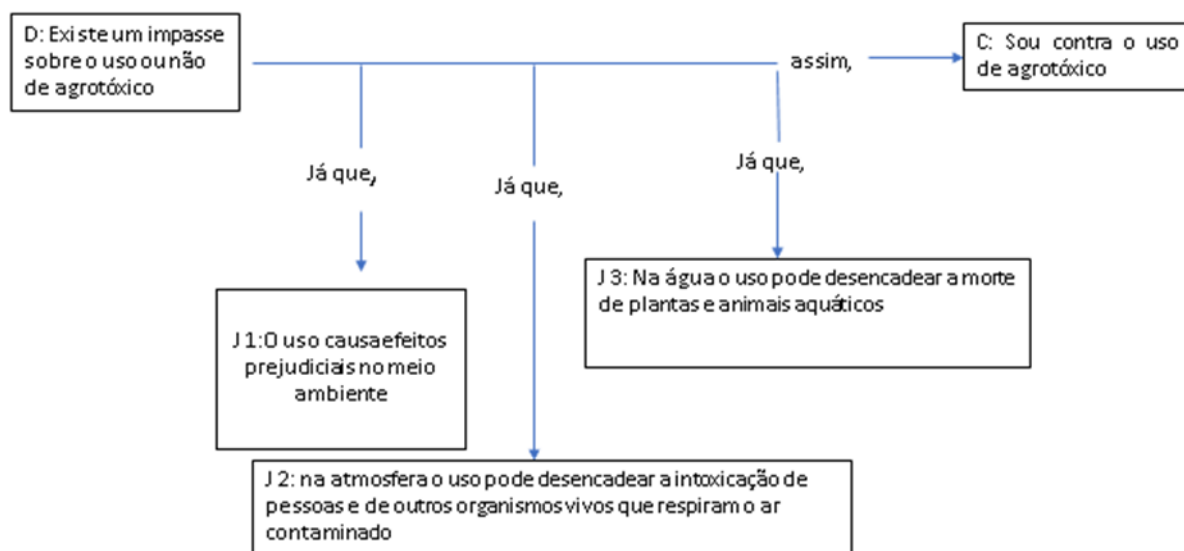 D: Existe um impasse
sobre o uso ou não
de agrotóxico
assim,
C: Sou contra o uso
de agrotóxico
Já que,
Já que,
Já que,
J 1:O uso causa efeitos
prejudiciais no meio
ambiente
J 3: Na água o uso pode desencadear a morte
de plantas e animais aquáticos
J 2: na atmosfera o uso pode desencadear a intoxicação de
pessoas e de outros organismos vivos que respiram o ar
contaminado